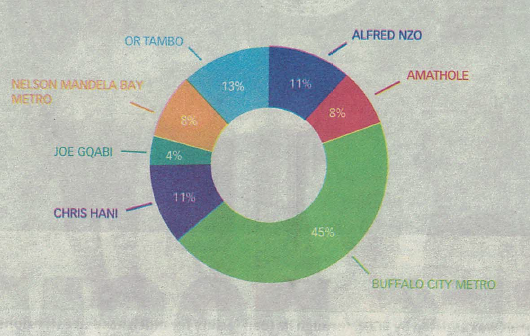 OR TAMBO
ALFRED NZO
AMATHOLE
NELSON MANDELA BAY
METRO
13%
11%
8%
8%
JOE GQABI
4%
CHRIS HANI
11%
45%
BUFFALO CITY METRO